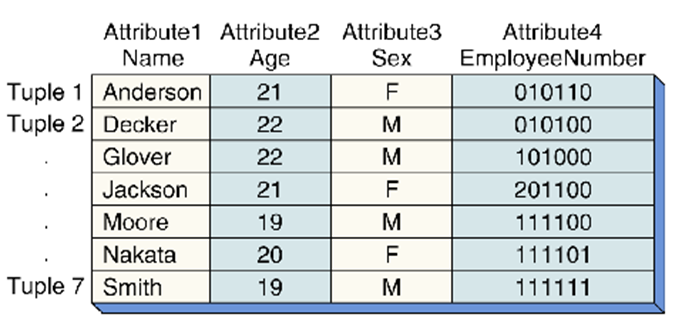 Attribute1 Attribute2 Attribute3 Attribute4
Name Age Sex EmployeeNumber
Tuple 1 Anderson 21 F 010110
Tuple 2 Decker 22 M 010100
. Glover 22 M 101000
. Jackson 21 F 201100
. Moore 19 M 111100
. Nakata 20 F 111101
Tuple 7 Smith 19 M 111111